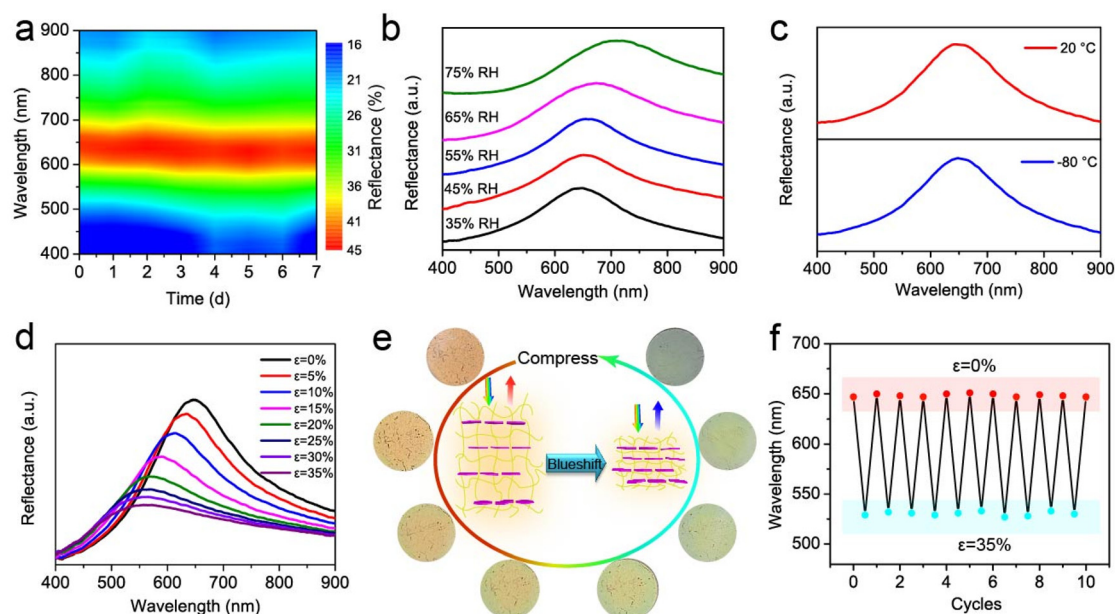 a
900
800
700
600
500
400
Wavelength (nm)
0 1 2 3 4 5 6 7
Time (d)
16
21
26
31
36
40
45
Reflectance (%)
b
75% RH
65% RH
55% RH
45% RH
35% RH
Reflectance (a.u.)
400 500 600 700 800 900
Wavelength (nm)
c
20 °C
-80 °C
Reflectance (a.u.)
400 500 600 700 800 900
Wavelength (nm)
d
ε=0%
ε=5%
ε=10%
ε=15%
ε=20%
ε=25%
ε=30%
ε=35%
Reflectance (a.u.)
400 500 600 700 800 900
Wavelength (nm)
e
Compress
Blueshift
f
700
650
600
550
500
Wavelength (nm)
ε=0%
ε=35%
0 2 4 6 8 10
Cycles